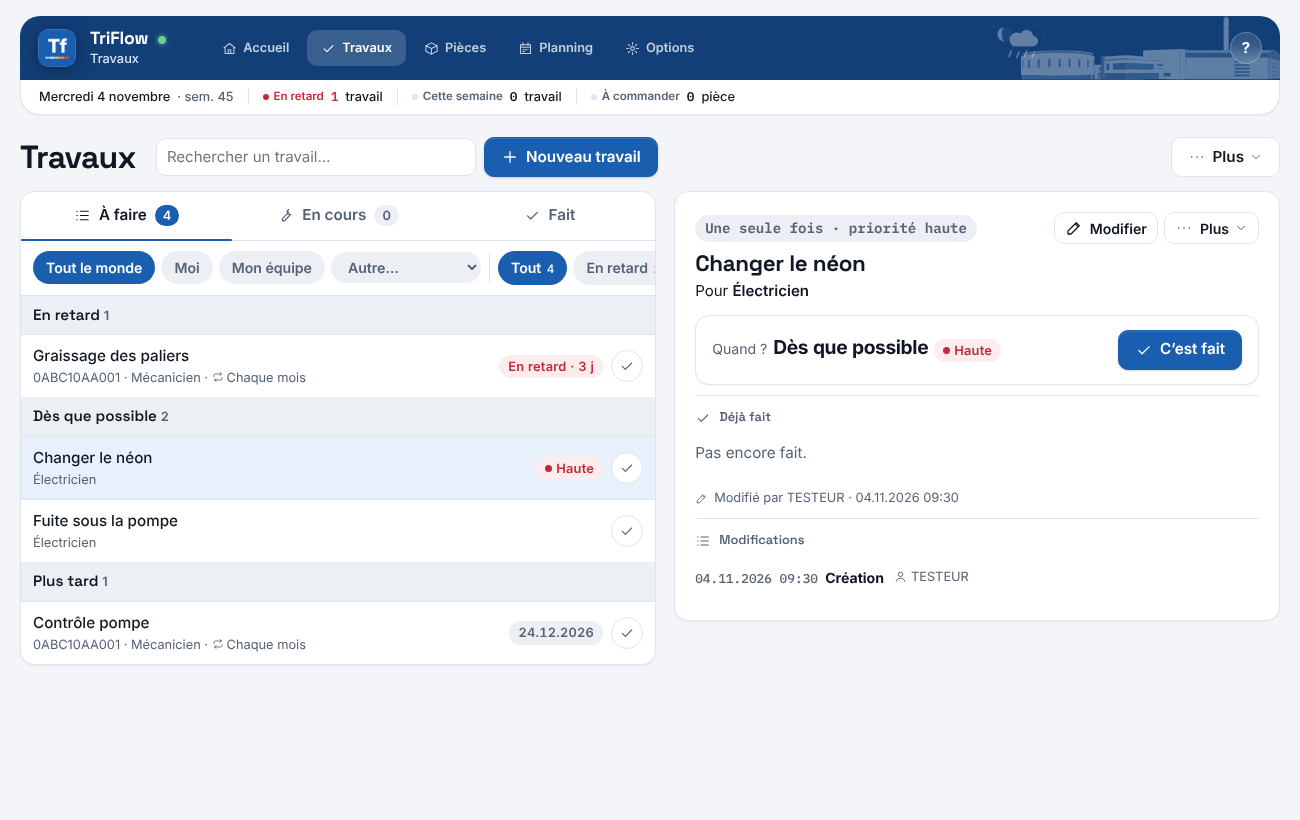 Tf
TriFlow
Travaux
Accueil
Travaux
Pièces
Planning
Options
?
Mercredi 4 novembre · sem. 45
En retard 1 travail
Cette semaine 0 travail
À commander 0 pièce
Travaux
Rechercher un travail…
Nouveau travail
··· Plus
À faire 4
En cours 0
Fait
Tout le monde
Moi
Mon équipe
Autre…
Tout 4
En retard
En retard 1
Graissage des paliers
0ABC10AA001 · Mécanicien · Chaque mois
En retard · 3 j
Dès que possible 2
Changer le néon
Électricien
Haute
Fuite sous la pompe
Électricien
Plus tard 1
Contrôle pompe
0ABC10AA001 · Mécanicien · Chaque mois
24.12.2026
Une seule fois · priorité haute
Modifier
··· Plus
Changer le néon
Pour Électricien
Quand ? Dès que possible
Haute
C’est fait
Déjà fait
Pas encore fait.
Modifié par TESTEUR · 04.11.2026 09:30
Modifications
04.11.2026 09:30 Création TESTEUR